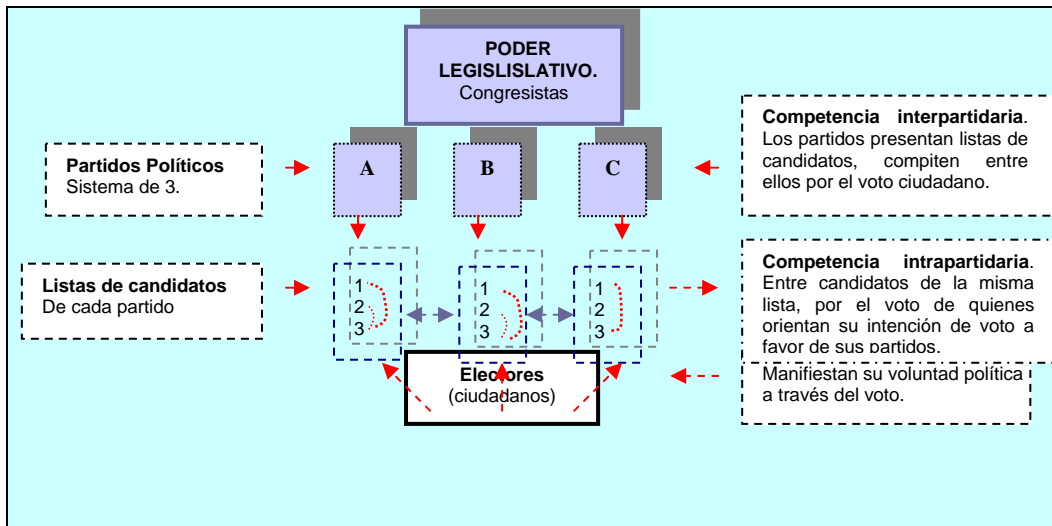 PODER
LEGISLISLATIVO.
Congresistas
Partidos Políticos
Sistema de 3.
A
B
C
Competencia interpartidaria.
Los partidos presentan listas de
candidatos, compiten entre
ellos por el voto ciudadano.
Listas de candidatos
De cada partido
1
2
3
1
2
3
1
2
3
Competencia intrapartidaria.
Entre candidatos de la misma
lista, por el voto de quienes
orientan su intención de voto a
favor de sus partidos.
Electores
(ciudadanos)
Manifiestan su voluntad política
a través del voto.